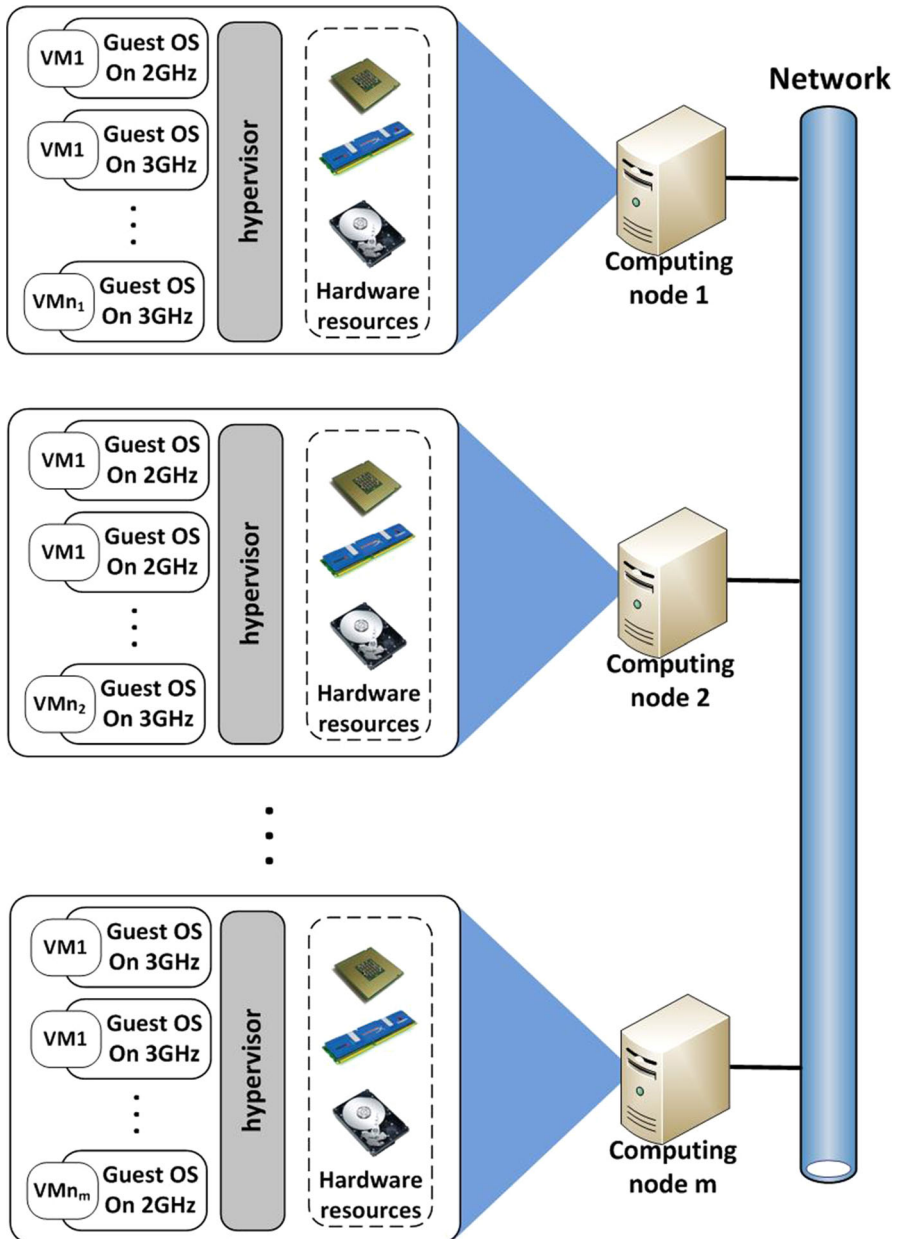 VM1
Guest OS
On 2GHz
VM1
Guest OS
On 3GHz
VMn₁
Guest OS
On 3GHz
hypervisor
Hardware
resources
Computing
node 1
Network
VM1
Guest OS
On 2GHz
VM1
Guest OS
On 2GHz
VMn₂
Guest OS
On 3GHz
hypervisor
Hardware
resources
Computing
node 2
VM1
Guest OS
On 3GHz
VM1
Guest OS
On 3GHz
VMnₘ
Guest OS
On 2GHz
hypervisor
Hardware
resources
Computing
node m